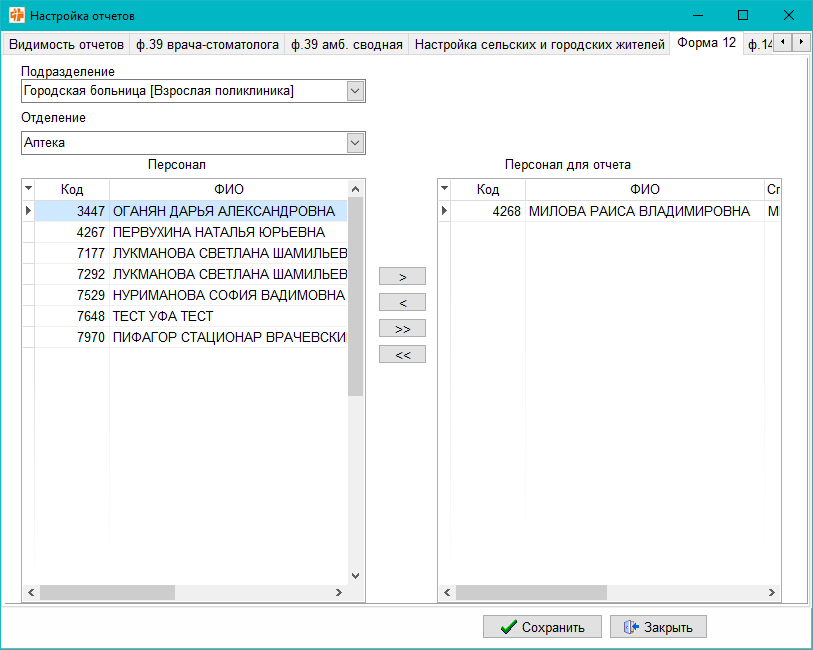 Настройка отчетов
Видимость отчетов ф.39 врача-стоматолога ф.39 амб. сводная Настройка сельских и городских жителей Форма 12 ф.14
Подразделение
Городская больница [Взрослая поликлиника]
Отделение
Аптека
Персонал
Код ФИО
3447 ОГАНЯН ДАРЬЯ АЛЕКСАНДРОВНА
4267 ПЕРВУХИНА НАТАЛЬЯ ЮРЬЕВНА
7177 ЛУКМАНОВА СВЕТЛАНА ШАМИЛЬЕВ
7292 ЛУКМАНОВА СВЕТЛАНА ШАМИЛЬЕВ
7529 НУРИМАНОВА СОФИЯ ВАДИМОВНА
7648 ТЕСТ УФА ТЕСТ
7970 ПИФАГОР СТАЦИОНАР ВРАЧЕВСКИ
>
<
>>
<<
Персонал для отчета
Код ФИО Сп
4268 МИЛОВА РАИСА ВЛАДИМИРОВНА М
Сохранить Закрыть